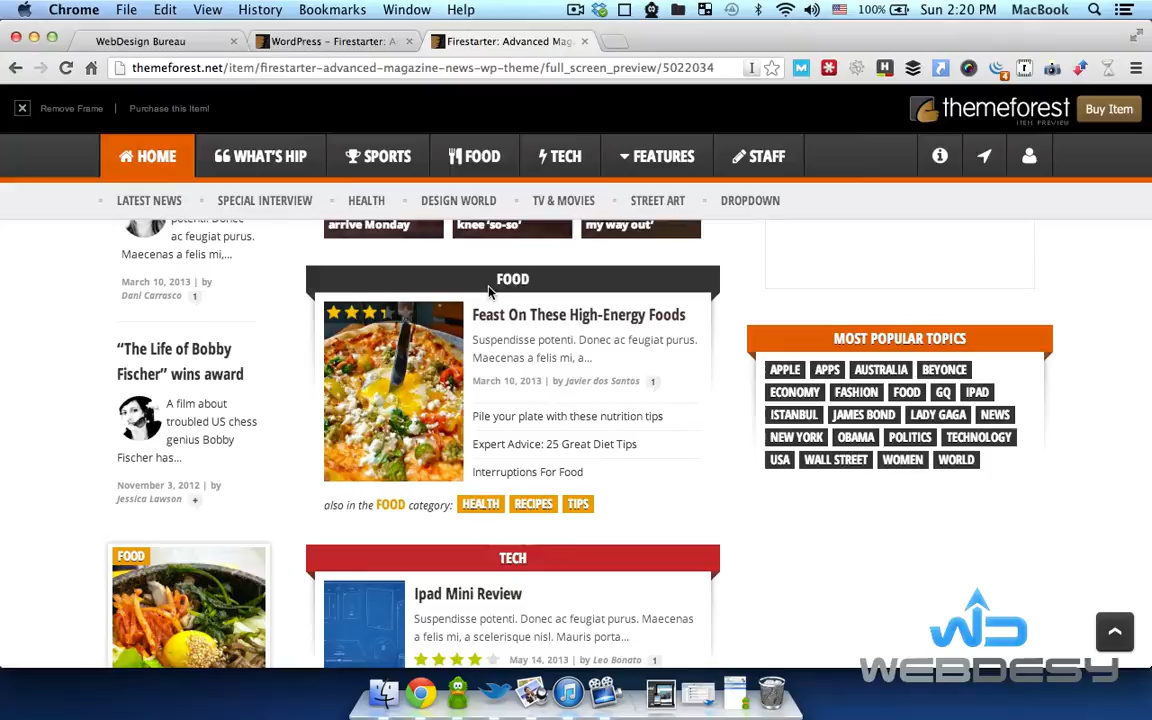 Chrome File Edit View History Bookmarks Window Help 100% Sun 2:20 PM MacBook
WebDesign Bureau
WordPress – Firestarter: A
Firestarter: Advanced Mag
themeforest.net/item/firestarter-advanced-magazine-news-wp-theme/full_screen_preview/5022034
Remove Frame | Purchase this Item!
themeforest
ITEM PREVIEW
Buy Item
HOME WHAT'S HIP SPORTS FOOD TECH FEATURES STAFF
LATEST NEWS SPECIAL INTERVIEW HEALTH DESIGN WORLD TV & MOVIES STREET ART DROPDOWN
potenti. Donec
ac feugiat purus.
Maecenas a felis mi,...
March 10, 2013 | by
Dani Carrasco 1
“The Life of Bobby
Fischer” wins award
A film about
troubled US chess
genius Bobby
Fischer has...
November 3, 2012 | by
Jessica Lawson +
FOOD
arrive Monday
knee ‘so-so’
my way out’
FOOD
Feast On These High-Energy Foods
Suspendisse potenti. Donec ac feugiat purus.
Maecenas a felis mi, a...
March 10, 2013 | by Javier dos Santos 1
Pile your plate with these nutrition tips
Expert Advice: 25 Great Diet Tips
Interruptions For Food
also in the FOOD category: HEALTH RECIPES TIPS
TECH
Ipad Mini Review
Suspendisse potenti. Donec ac feugiat purus. Maecenas
a felis mi, a scelerisque nisl. Mauris porta...
May 14, 2013 | by Leo Bonato 1
MOST POPULAR TOPICS
APPLE APPS AUSTRALIA BEYONCE
ECONOMY FASHION FOOD GQ IPAD
ISTANBUL JAMES BOND LADY GAGA NEWS
NEW YORK OBAMA POLITICS TECHNOLOGY
USA WALL STREET WOMEN WORLD
WEBDESY